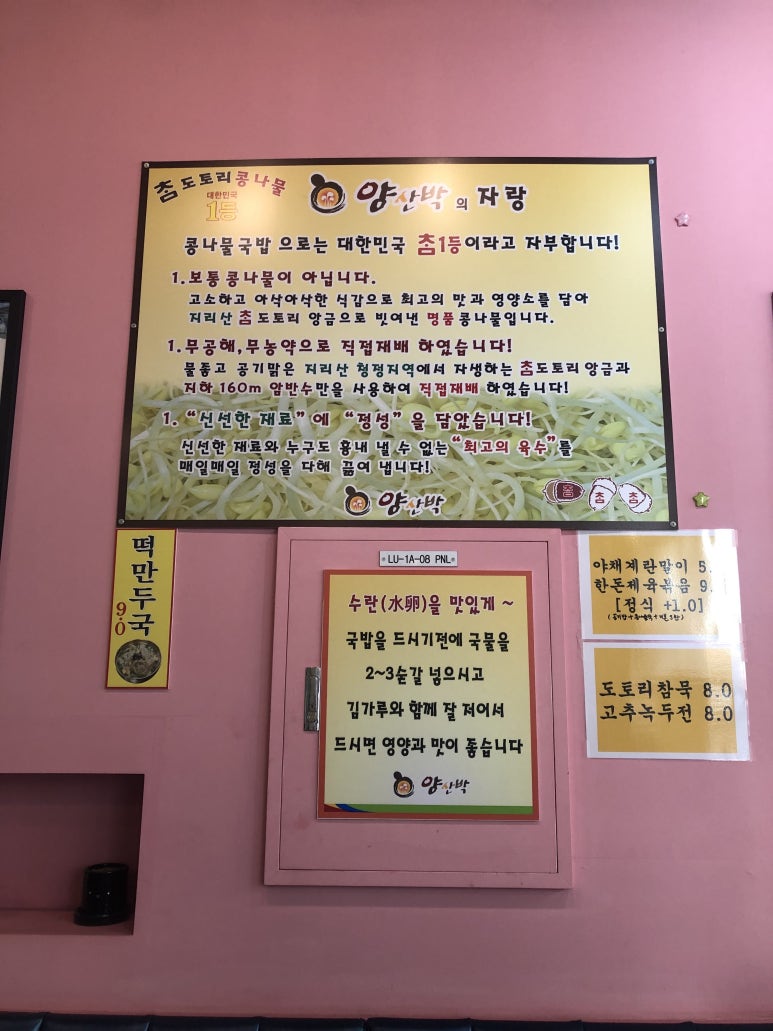 춤도토리콩나물
대한민국
1등
양산박의 자랑
콩나물국밥 으로는 대한민국 춤1등이라고 자부합니다!
1.보통 콩나물이 아닙니다.
고소하고 아삭아삭한 식감으로 최고의 맛과 영양소를 담아
지리산 춤 도토리 앙금으로 빗여낸 명품 콩나물입니다.
1.무공해,무농약으로 직접재배 하였습니다!
물좋고 공기맑은 지리산 청정지역에서 자생하는 춤도토리 앙금과
지하 160m 암반수만을 사용하여 직접재배 하였습니다!
1. “신선한 재료” 에 “정성” 을 담았습니다!
신선한 재료와 누구도 흉내 낼 수 없는 “최고의 육수”를
매일매일 정성을 다해 끓여 냅니다!
양산박
춤 춤 춤
떡만두국
9.0
LU-1A-08 PNL
수란(水卵)을 맛있게 ~
국밥을 드시기전에 국물을
2~3숟갈 넣으시고
김가루와 함께 잘 저어서
드시면 영양과 맛이 좋습니다
양산박
야채계란말이 5.
한돈제육볶음 9.
[정식 +1.0]
도토리참묵 8.0
고추녹두전 8.0